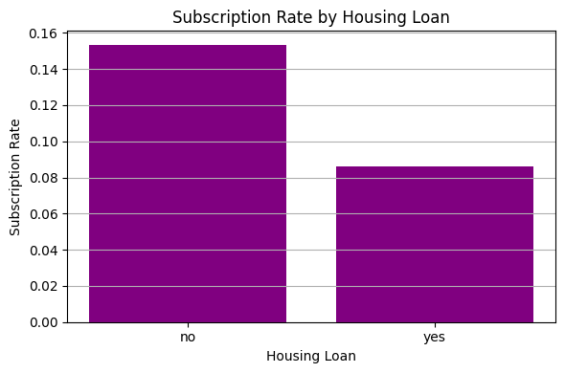 Subscription Rate by Housing Loan
0.16
0.14
0.12
0.10
0.08
0.06
0.04
0.02
0.00
Subscription Rate
no yes
Housing Loan